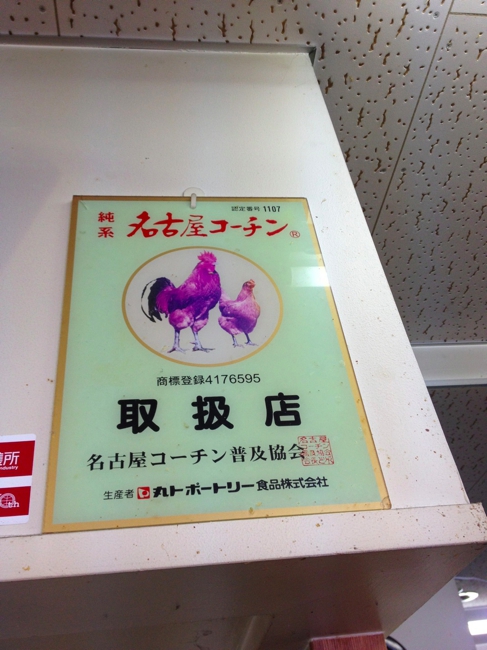 認定番号 1107
純系 名古屋コーチン®
商標登録4176595
取扱店
名古屋コーチン普及協会
生産者 丸トポートリー食品株式会社
所
ndustry